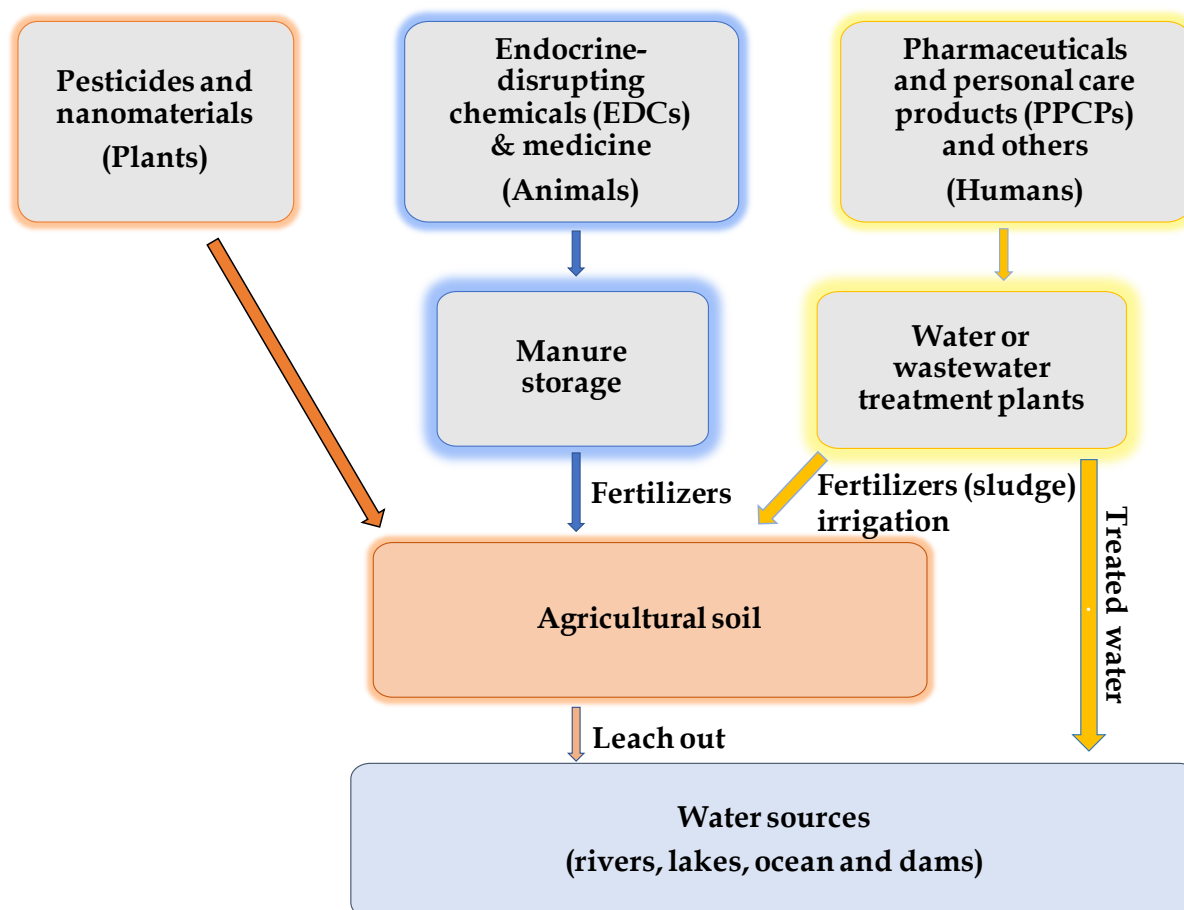 Pesticides and
nanomaterials
(Plants)
Endocrine-
disrupting
chemicals (EDCs)
& medicine
(Animals)
Pharmaceuticals
and personal care
products (PPCPs)
and others
(Humans)
Manure
storage
Water or
wastewater
treatment plants
Fertilizers
Fertilizers (sludge)
irrigation
Treated water
Agricultural soil
Leach out
Water sources
(rivers, lakes, ocean and dams)